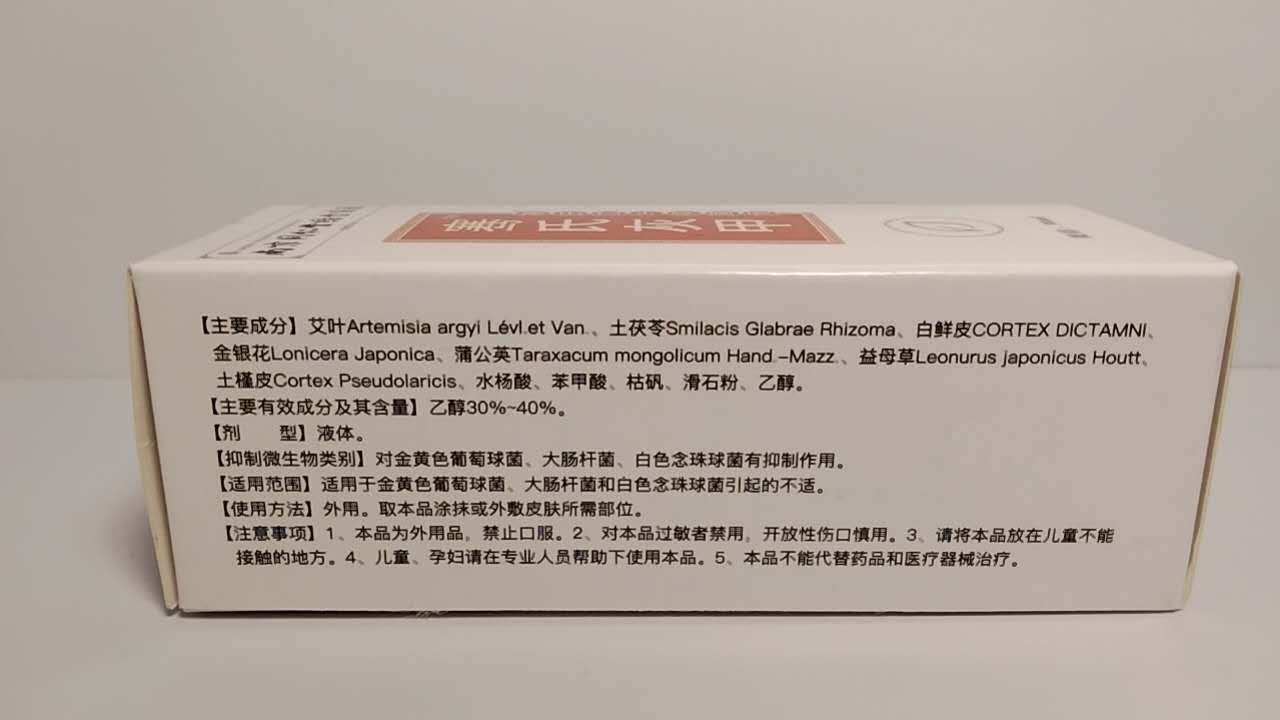 氏灰甲
【主要成分】艾叶Artemisia argyi Lévl.et Van.、土茯苓Smilacis Glabrae Rhizoma、白鲜皮CORTEX DICTAMNI、
金银花Lonicera Japonica、蒲公英Taraxacum mongolicum Hand.-Mazz.、益母草Leonurus japonicus Houtt、
土槿皮Cortex Pseudolaricis、水杨酸、苯甲酸、枯矾、滑石粉、乙醇。
【主要有效成分及其含量】乙醇30%~40%。
【剂 型】液体。
【抑制微生物类别】对金黄色葡萄球菌、大肠杆菌、白色念珠球菌有抑制作用。
【适用范围】适用于金黄色葡萄球菌、大肠杆菌和白色念珠球菌引起的不适。
【使用方法】外用。取本品涂抹或外敷皮肤所需部位。
【注意事项】1、本品为外用品，禁止口服。2、对本品过敏者禁用，开放性伤口慎用。3、请将本品放在儿童不能
接触的地方。4、儿童、孕妇请在专业人员帮助下使用本品。5、本品不能代替药品和医疗器械治疗。